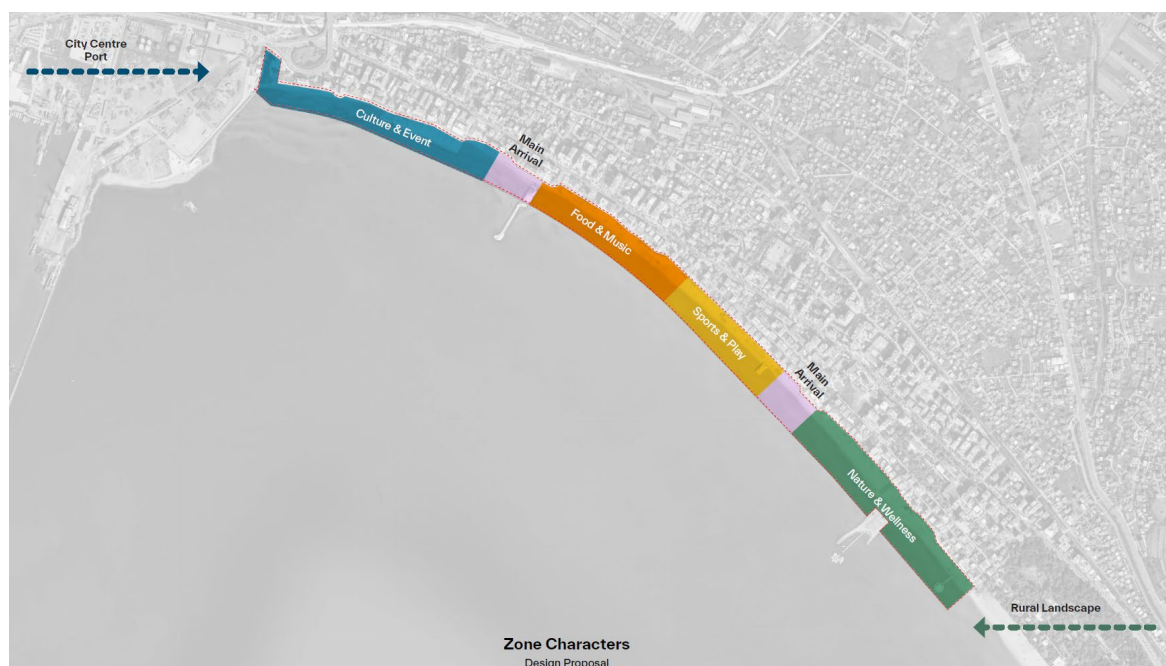 City Centre
Port
Culture & Event
Main
Arrival
Food & Music
Sports & Play
Main
Arrival
Nature & Wellness
Rural Landscape
Zone Characters
Design Proposal